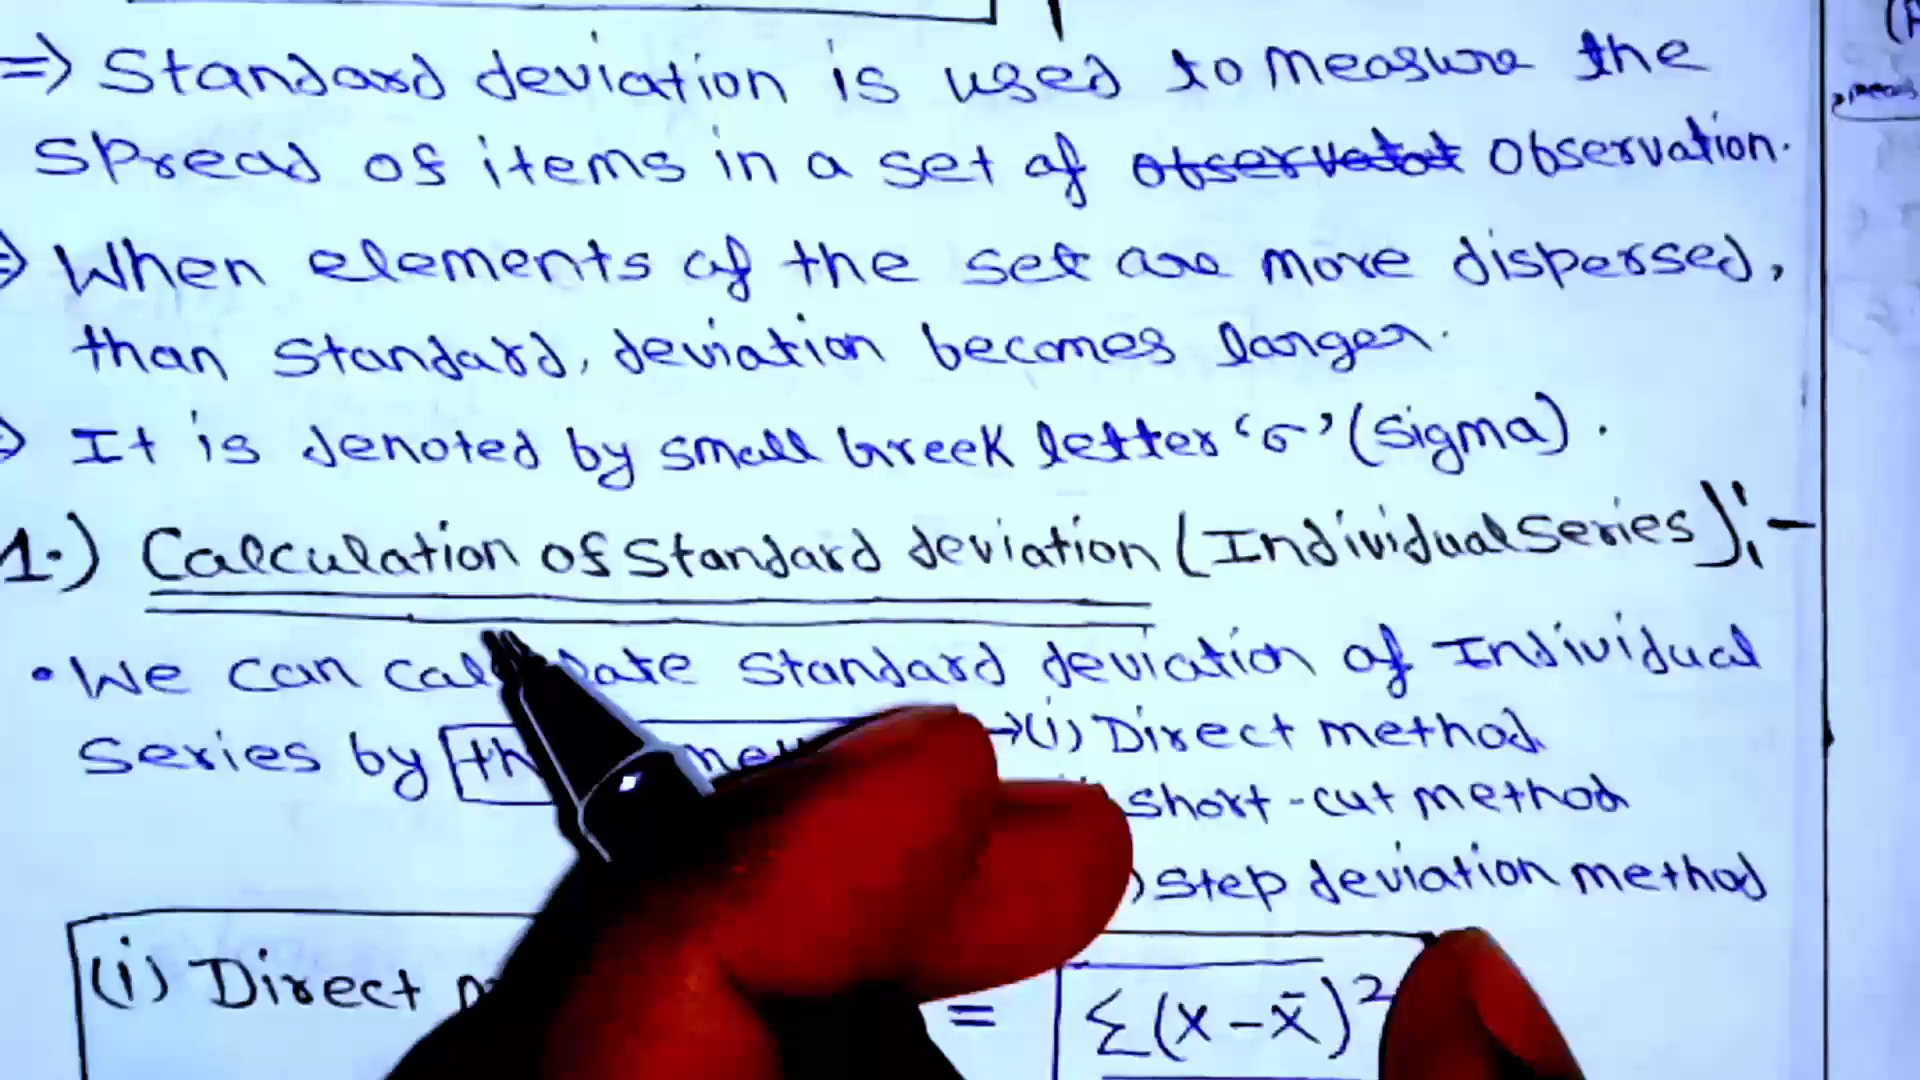 => Standard deviation is used to measure the
spread of items in a set of observation.
=> When elements of the set are more dispersed,
than standard, deviation becomes larger.
It is denoted by small Greek letter 'σ' (sigma).
1.) Calculation of Standard deviation (Individual Series):-
• We can calculate standard deviation of Individual
series by
→(i) Direct method
short-cut method
) step deviation method
(i) Direct = Σ(x-x̄)²